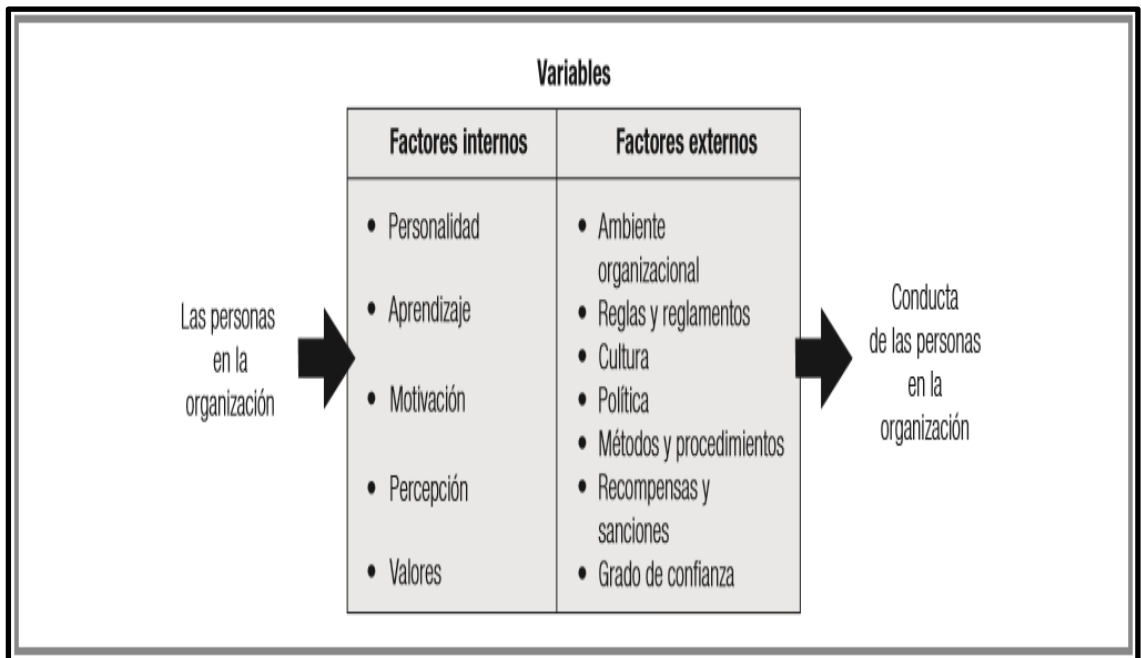 Variables
Factores internos
Factores externos
Las personas
en la
organización
• Personalidad
• Aprendizaje
• Motivación
• Percepción
• Valores
• Ambiente
organizacional
• Reglas y reglamentos
• Cultura
• Política
• Métodos y procedimientos
• Recompensas y
sanciones
• Grado de confianza
Conducta
de las personas
en la
organización